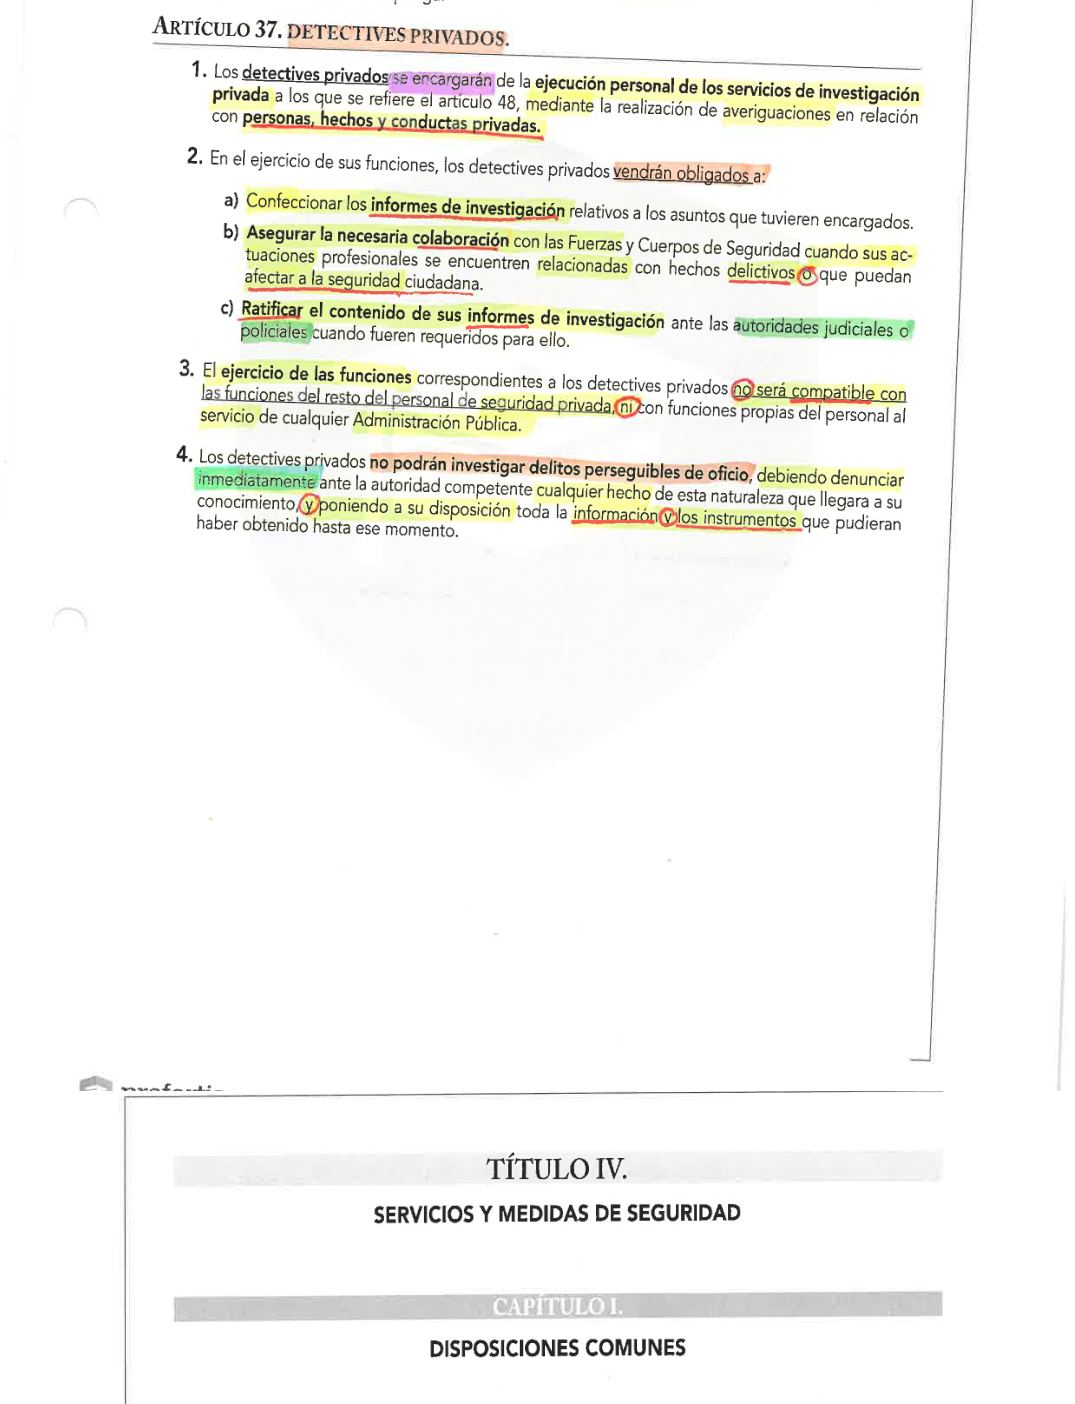 ARTÍCULO 37. DETECTIVES PRIVADOS.
1. Los detectives privados se encargarán de la ejecución personal de los servicios de investigación
privada a los que se refiere el artículo 48, mediante la realización de averiguaciones en relación
con personas, hechos y conductas privadas.
2. En el ejercicio de sus funciones, los detectives privados vendrán obligados a:
a) Confeccionar los informes de investigación relativos a los asuntos que tuvieren encargados.
b) Asegurar la necesaria colaboración con las Fuerzas y Cuerpos de Seguridad cuando sus ac-
tuaciones profesionales se encuentren relacionadas con hechos delictivos o que puedan
afectar a la seguridad ciudadana.
c) Ratificar el contenido de sus informes de investigación ante las autoridades judiciales o
policiales cuando fueren requeridos para ello.
3. El ejercicio de las funciones correspondientes a los detectives privados no será compatible con
las funciones del resto del personal de seguridad privada, ni con funciones propias del personal al
servicio de cualquier Administración Pública.
4. Los detectives privados no podrán investigar delitos perseguibles de oficio, debiendo denunciar
inmediatamente ante la autoridad competente cualquier hecho de esta naturaleza que llegara a su
conocimiento, y poniendo a su disposición toda la información y los instrumentos que pudieran
haber obtenido hasta ese momento.
TÍTULO IV.
SERVICIOS Y MEDIDAS DE SEGURIDAD
CAPÍTULO I.
DISPOSICIONES COMUNES